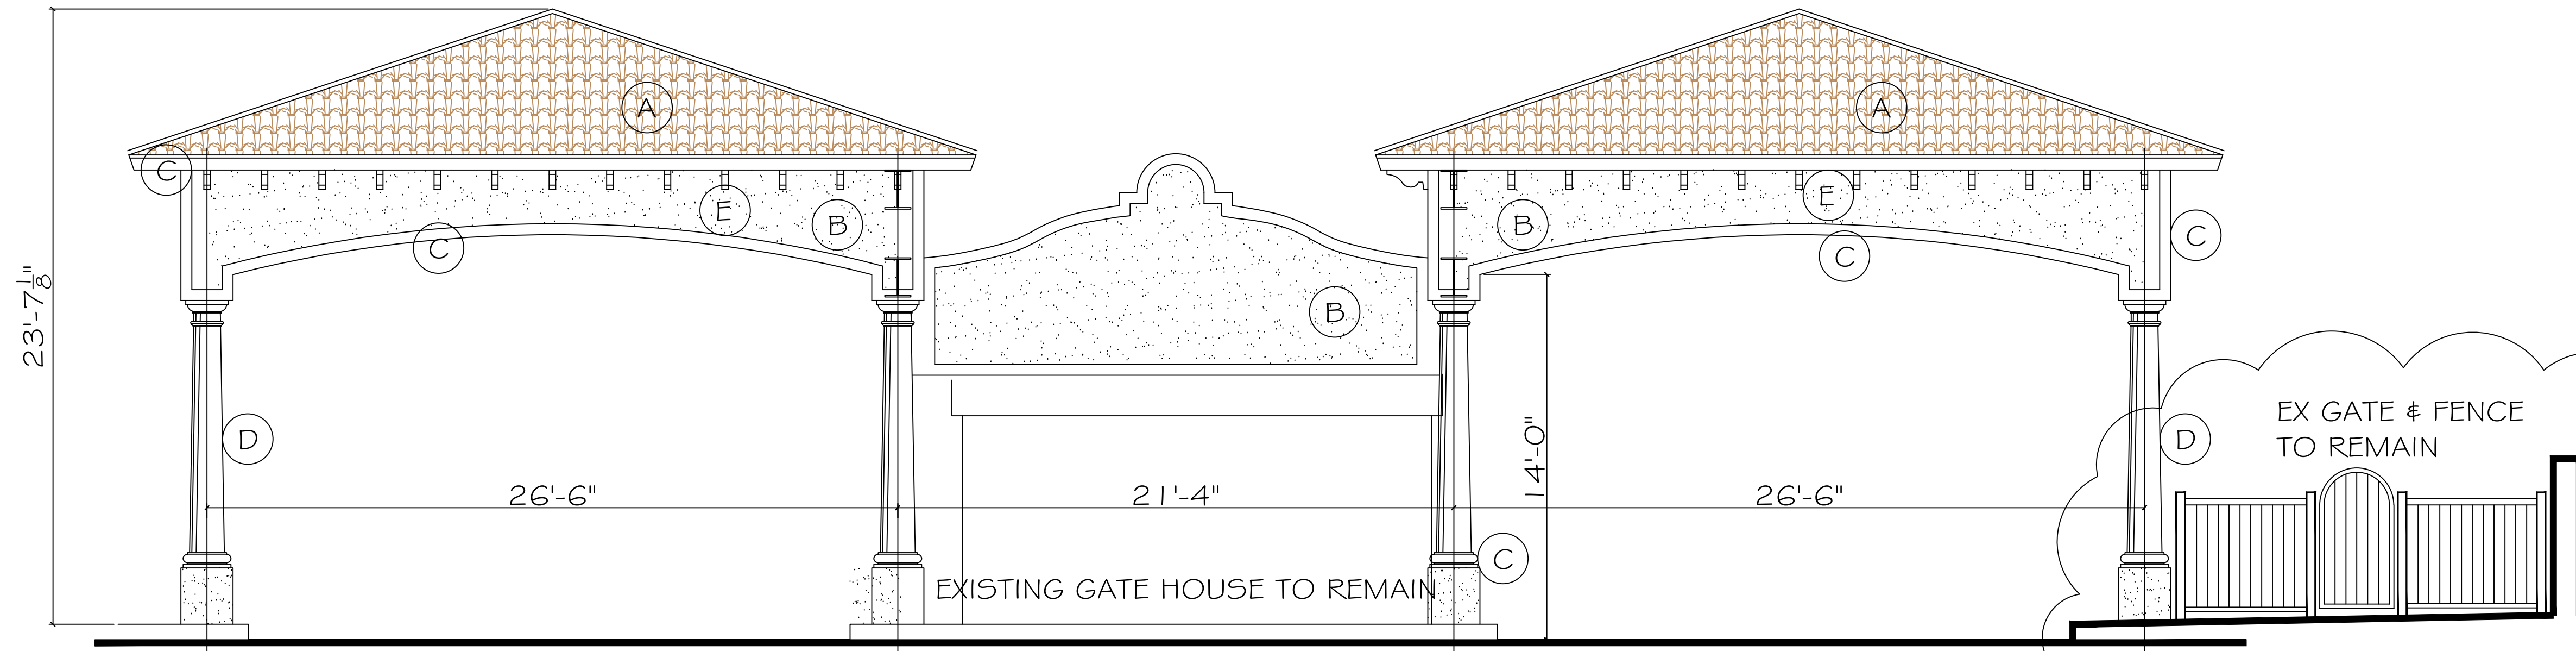 A
A
C
E
B
C
E
B
C
C
B
23'-7 1/8"
D
EX GATE & FENCE
TO REMAIN
D
14'-0"
26'-6"
21'-4"
26'-6"
C
EXISTING GATE HOUSE TO REMAIN